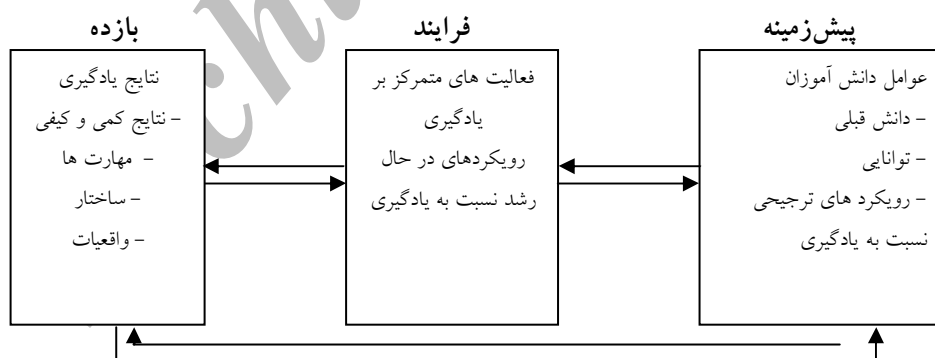 پیش‌زمینه
عوامل دانش آموزان
– دانش قبلی
– توانایی
– رویکرد های ترجیحی
نسبت به یادگیری
فرایند
فعالیت های متمرکز بر
یادگیری
رویکردهای در حال
رشد نسبت به یادگیری
بازده
نتایج یادگیری
– نتایج کمی و کیفی
– مهارت ها
– ساختار
– واقعیات